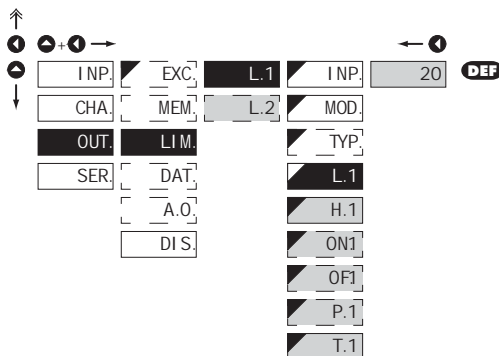 INP. EXC. L.1 INP. 20 DEF
CHA. MEM. L.2 MOD.
OUT. LIM. TYP.
SER. DAT. L.1
A.O. H.1
DIS. ON1
OF1
P.1
T.1